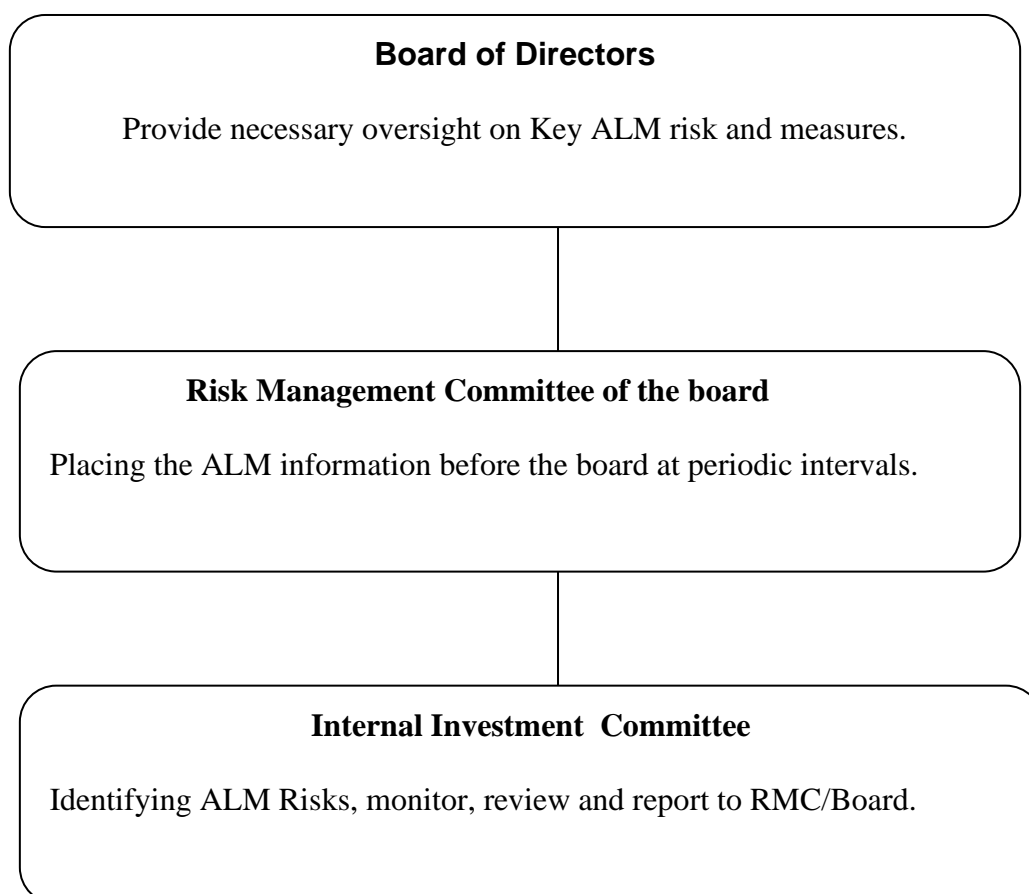 Board of Directors
Provide necessary oversight on Key ALM risk and measures.
Risk Management Committee of the board
Placing the ALM information before the board at periodic intervals.
Internal Investment  Committee
Identifying ALM Risks, monitor, review and report to RMC/Board.